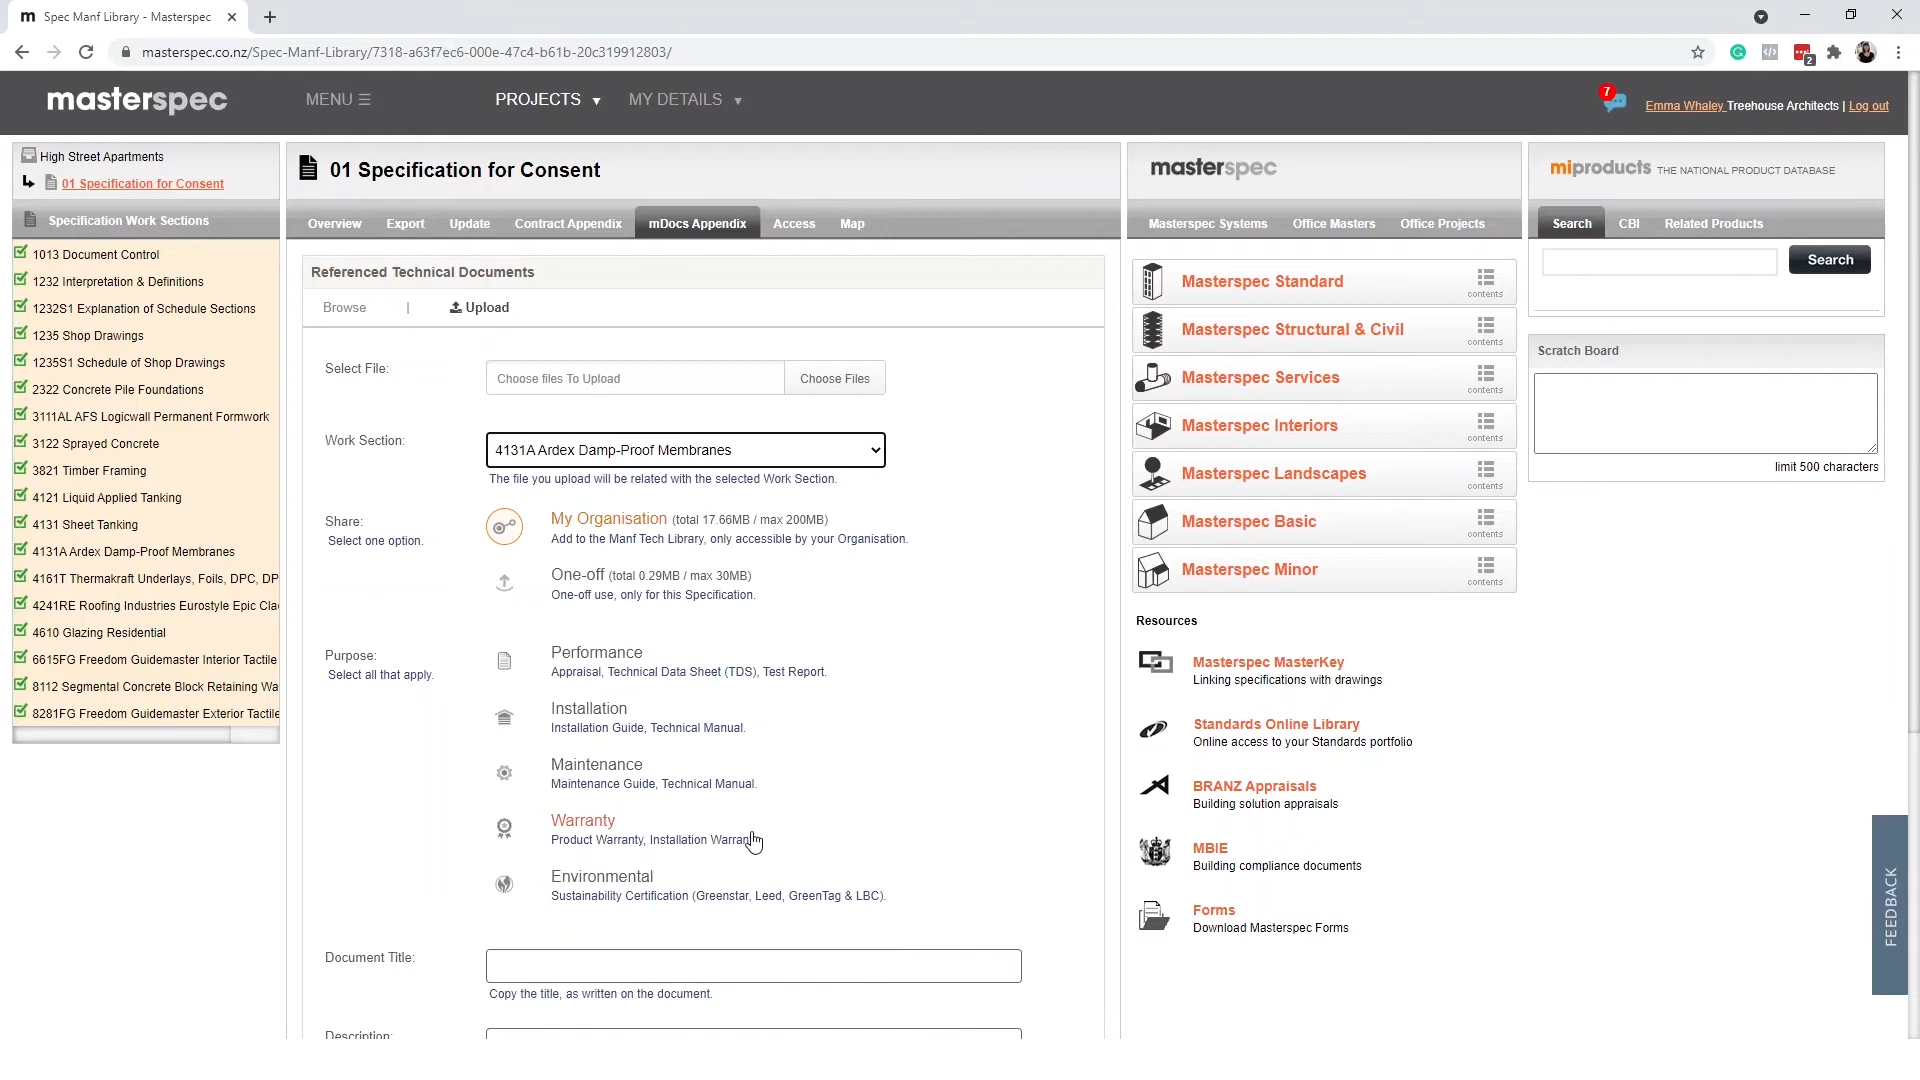 m Spec Manf Library - Masterspec
masterspec.co.nz/Spec-Manf-Library/7318-a63f7ec6-000e-47c4-b61b-20c319912803/
2
masterspec
MENU
PROJECTS
MY DETAILS
7
Emma Whaley Treehouse Architects | Log out
High Street Apartments
01 Specification for Consent
Specification Work Sections
1013 Document Control
1232 Interpretation & Definitions
1232S1 Explanation of Schedule Sections
1235 Shop Drawings
1235S1 Schedule of Shop Drawings
2322 Concrete Pile Foundations
3111AL AFS Logicwall Permanent Formwork
3122 Sprayed Concrete
3821 Timber Framing
4121 Liquid Applied Tanking
4131 Sheet Tanking
4131A Ardex Damp-Proof Membranes
4161T Thermakraft Underlays, Foils, DPC, DP
4241RE Roofing Industries Eurostyle Epic Cla
4610 Glazing Residential
6615FG Freedom Guidemaster Interior Tactile
8112 Segmental Concrete Block Retaining Wa
8281FG Freedom Guidemaster Exterior Tactile
01 Specification for Consent
Overview Export Update Contract Appendix mDocs Appendix Access Map
Referenced Technical Documents
Browse | Upload
Select File:
Choose files To Upload
Choose Files
Work Section:
4131A Ardex Damp-Proof Membranes
The file you upload will be related with the selected Work Section.
Share:
Select one option.
My Organisation (total 17.66MB / max 200MB)
Add to the Manf Tech Library, only accessible by your Organisation.
One-off (total 0.29MB / max 30MB)
One-off use, only for this Specification.
Purpose:
Select all that apply.
Performance
Appraisal, Technical Data Sheet (TDS), Test Report.
Installation
Installation Guide, Technical Manual.
Maintenance
Maintenance Guide, Technical Manual.
Warranty
Product Warranty, Installation Warran
Environmental
Sustainability Certification (Greenstar, Leed, GreenTag & LBC).
Document Title:
Copy the title, as written on the document.
Description:
masterspec
Masterspec Systems Office Masters Office Projects
Masterspec Standard
contents
Masterspec Structural & Civil
contents
Masterspec Services
contents
Masterspec Interiors
contents
Masterspec Landscapes
contents
Masterspec Basic
contents
Masterspec Minor
contents
Resources
Masterspec MasterKey
Linking specifications with drawings
Standards Online Library
Online access to your Standards portfolio
BRANZ Appraisals
Building solution appraisals
MBIE
Building compliance documents
Forms
Download Masterspec Forms
miproducts THE NATIONAL PRODUCT DATABASE
Search CBI Related Products
Search
Scratch Board
limit 500 characters
FEEDBACK